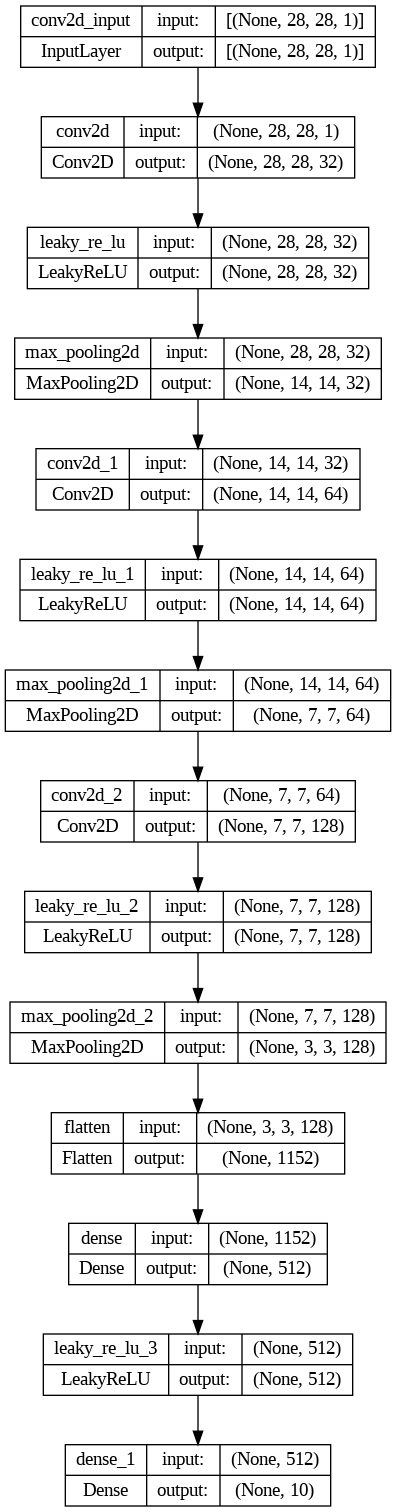 conv2d_input input: [(None, 28, 28, 1)]
InputLayer output: [(None, 28, 28, 1)]
conv2d input: (None, 28, 28, 1)
Conv2D output: (None, 28, 28, 32)
leaky_re_lu input: (None, 28, 28, 32)
LeakyReLU output: (None, 28, 28, 32)
max_pooling2d input: (None, 28, 28, 32)
MaxPooling2D output: (None, 14, 14, 32)
conv2d_1 input: (None, 14, 14, 32)
Conv2D output: (None, 14, 14, 64)
leaky_re_lu_1 input: (None, 14, 14, 64)
LeakyReLU output: (None, 14, 14, 64)
max_pooling2d_1 input: (None, 14, 14, 64)
MaxPooling2D output: (None, 7, 7, 64)
conv2d_2 input: (None, 7, 7, 64)
Conv2D output: (None, 7, 7, 128)
leaky_re_lu_2 input: (None, 7, 7, 128)
LeakyReLU output: (None, 7, 7, 128)
max_pooling2d_2 input: (None, 7, 7, 128)
MaxPooling2D output: (None, 3, 3, 128)
flatten input: (None, 3, 3, 128)
Flatten output: (None, 1152)
dense input: (None, 1152)
Dense output: (None, 512)
leaky_re_lu_3 input: (None, 512)
LeakyReLU output: (None, 512)
dense_1 input: (None, 512)
Dense output: (None, 10)